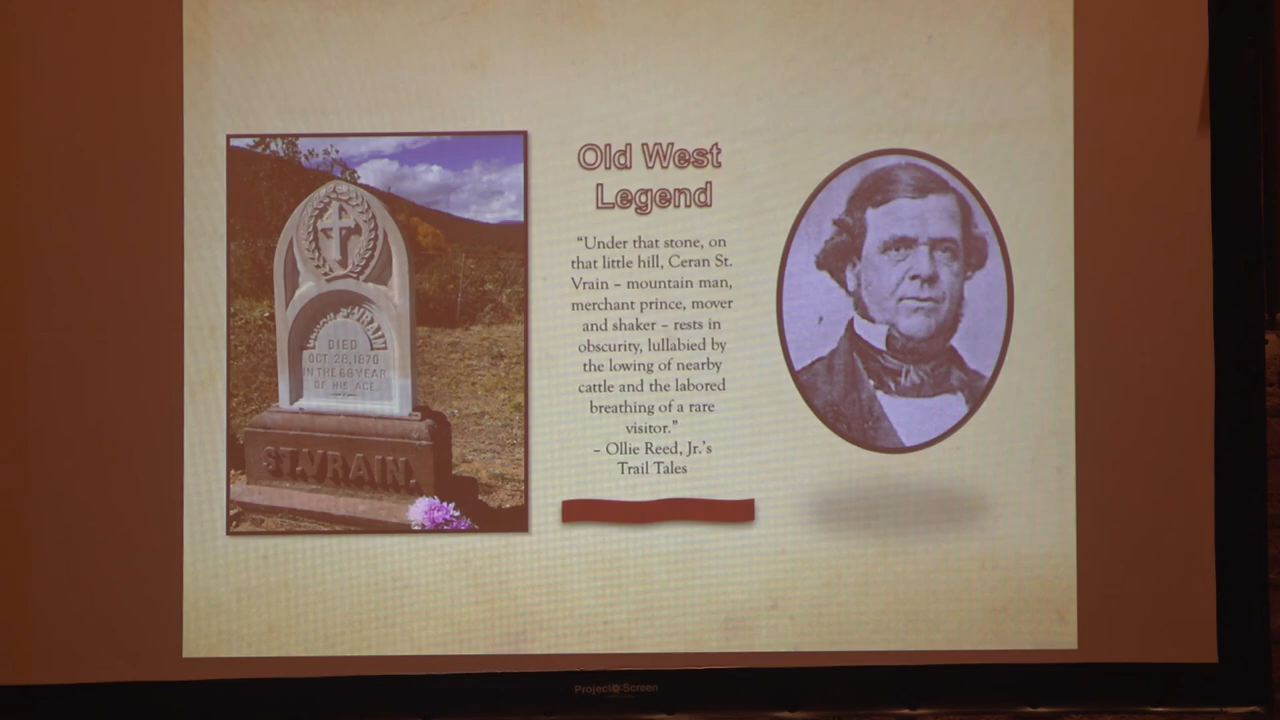 Old West
Legend
“Under that stone, on
that little hill, Ceran St.
Vrain – mountain man,
merchant prince, mover
and shaker – rests in
obscurity, lullabied by
the lowing of nearby
cattle and the labored
breathing of a rare
visitor.”
– Ollie Reed, Jr.'s
Trail Tales
ST.VRAIN
DIED
OCT. 28, 1870
IN THE 68 YEAR
OF HIS AGE.
ST.VRAIN.
Project Screen